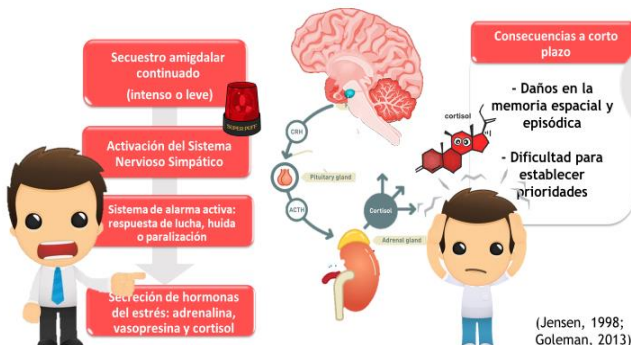 Secuestro amigdalar
continuado
(intenso o leve)
SUPER PUFF
Activación del Sistema
Nervioso Simpático
Sistema de alarma activa:
respuesta de lucha, huida
o paralización
Secreción de hormonas
del estrés: adrenalina,
vasopresina y cortisol
CRH
Pituitary gland
ACTH
Cortisol
Adrenal gland
Consecuencias a corto
plazo
- Daños en la
memoria espacial y
episódica
- Dificultad para
establecer
prioridades
cortisol
(Jensen, 1998;
Goleman, 2013)